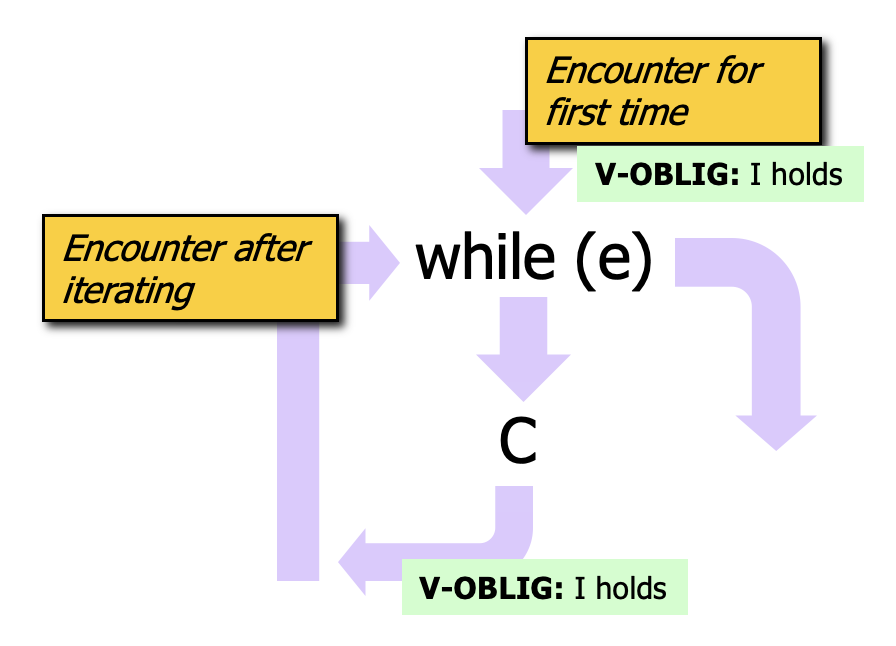 Encounter for
first time
V-OBLIG: I holds
Encounter after
iterating
while (e)
C
V-OBLIG: I holds